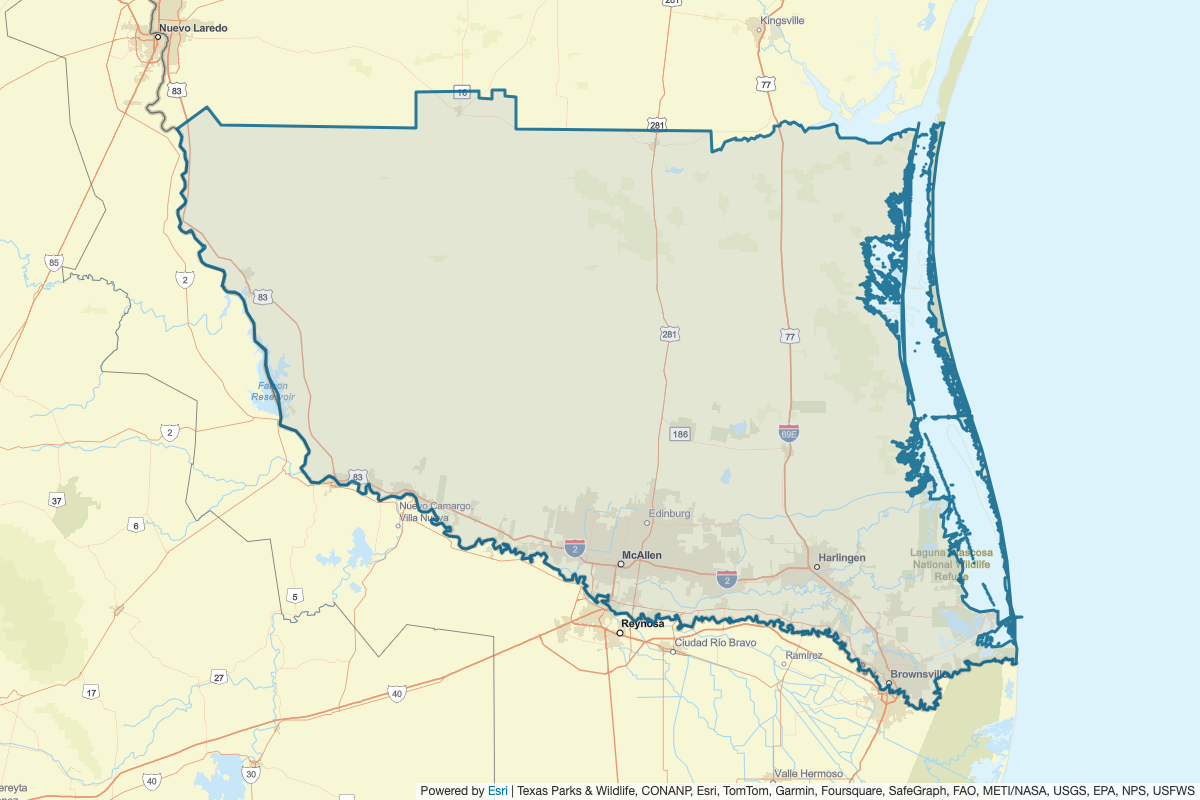 281
Kingsville
Nuevo Laredo
83
77
16
281
85
2
83
281
77
Falcon
Reservoir
2
186
69E
83
37
Nuevo Camargo,
Villa Nueva
6
Edinburg
2
McAllen
Harlingen
Laguna Atascosa
National Wildlife
Refuge
2
5
Reynosa
Ciudad Río Bravo
Ramírez
27
Brownsville
17
40
30
Valle Hermoso
40
Powered by Esri | Texas Parks & Wildlife, CONANP, Esri, TomTom, Garmin, Foursquare, SafeGraph, FAO, METI/NASA, USGS, EPA, NPS, USFWS